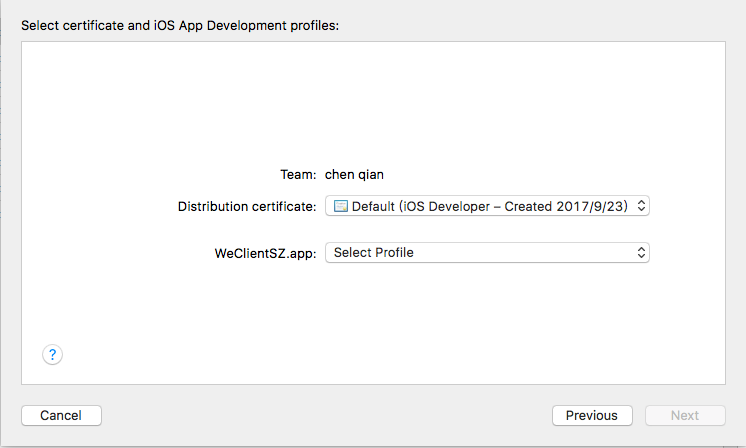 Select certificate and iOS App Development profiles:
Team: chen qian
Distribution certificate: Default (iOS Developer – Created 2017/9/23)
WeClientSZ.app: Select Profile
?
Cancel Previous Next